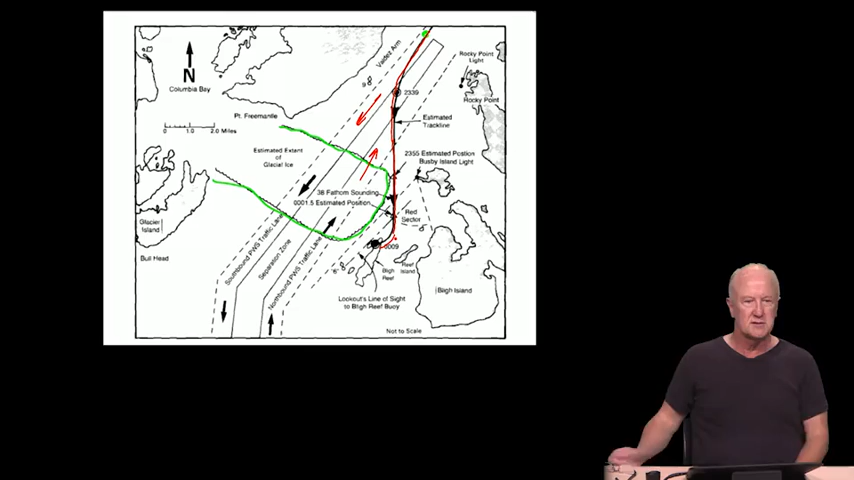 Valdez Arm
Rocky Point
Light
N
Columbia Bay
2339
Rocky Point
Pt. Freemantle
0
2.0 Miles
Estimated
Trackline
Estimated Extent
of
Glacial Ice
2355 Estimated Position
Busby Island Light
38 Fathom Sounding
0001.5 Estimated Position
Red
Sector
Glacier
Island
Southbound PWS Traffic Lane
Separation Zone
Northbound PWS Traffic Lane
0009
Bull Head
Bligh
Reef
Reef
Island
Bligh Island
Lookout's Line of Sight
to Bligh Reef Buoy
Not to Scale